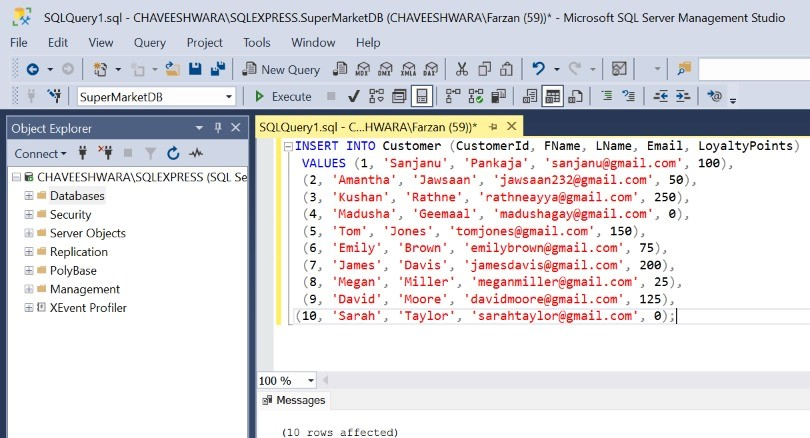 SQLQuery1.sql - CHAVEESHWARA\SQLEXPRESS.SuperMarketDB (CHAVEESHWARA\Farzan (59))* - Microsoft SQL Server Management Studio
File Edit View Query Project Tools Window Help
New Query MDX DMX XMLA DAX
SuperMarketDB Execute
Object Explorer
SQLQuery1.sql - C...HWARA\Farzan (59))*
Connect
CHAVEESHWARA\SQLEXPRESS (SQL Se
Databases
Security
Server Objects
Replication
PolyBase
Management
XEvent Profiler
INSERT INTO Customer (CustomerId, FName, LName, Email, LoyaltyPoints)
VALUES (1, 'Sanjanu', 'Pankaja', 'sanjanu@gmail.com', 100),
(2, 'Amantha', 'Jawsaan', 'jawsaan232@gmail.com', 50),
(3, 'Kushan', 'Rathne', 'rathneayya@gmail.com', 250),
(4, 'Madusha', 'Geemaal', 'madushagay@gmail.com', 0),
(5, 'Tom', 'Jones', 'tomjones@gmail.com', 150),
(6, 'Emily', 'Brown', 'emilybrown@gmail.com', 75),
(7, 'James', 'Davis', 'jamesdavis@gmail.com', 200),
(8, 'Megan', 'Miller', 'meganmiller@gmail.com', 25),
(9, 'David', 'Moore', 'davidmoore@gmail.com', 125),
(10, 'Sarah', 'Taylor', 'sarahtaylor@gmail.com', 0);
100 %
Messages
(10 rows affected)